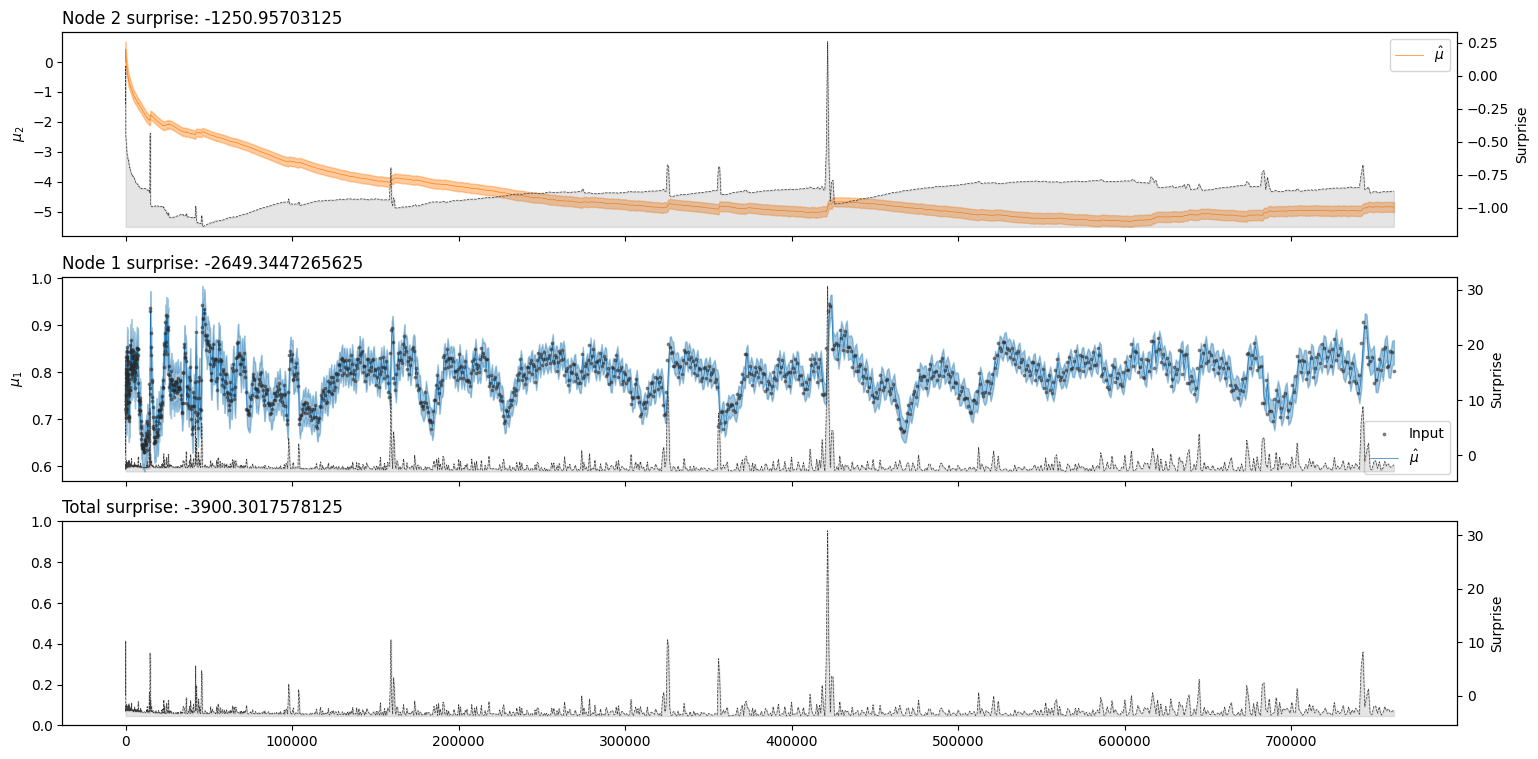 Node 2 surprise: -1250.95703125
0
−1
−2
−3
−4
−5
μ₂
μ̂
0.25
0.00
−0.25
−0.50
−0.75
−1.00
Surprise
Node 1 surprise: -2649.3447265625
1.0
0.9
0.8
0.7
0.6
μ₁
Input
μ̂
30
20
10
0
Surprise
Total surprise: -3900.3017578125
1.0
0.8
0.6
0.4
0.2
0.0
30
20
10
0
Surprise
0 100000 200000 300000 400000 500000 600000 700000